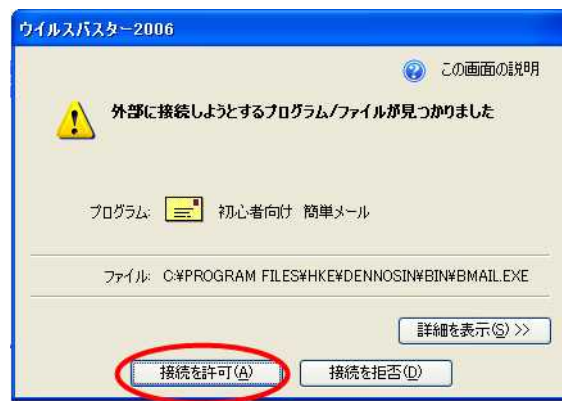 ウイルスバスター2006
この画面の説明
外部に接続しようとするプログラム/ファイルが見つかりました
プログラム: 初心者向け 簡単メール
ファイル: C:¥PROGRAM FILES¥HKE¥DENNOSIN¥BIN¥BMAIL.EXE
詳細を表示(S) >>
接続を許可(A) 接続を拒否(D)